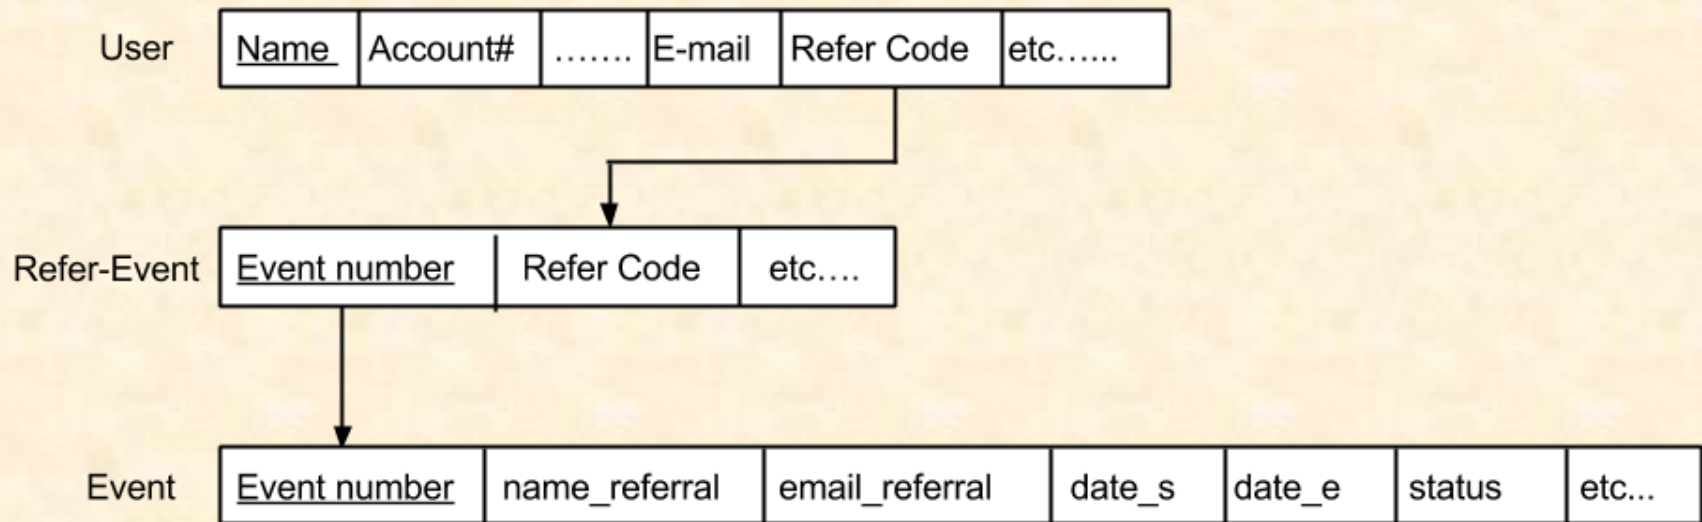 User Name Account# ....... E-mail Refer Code etc......
Refer-Event Event number Refer Code etc....
Event Event number name_referral email_referral date_s date_e status etc...